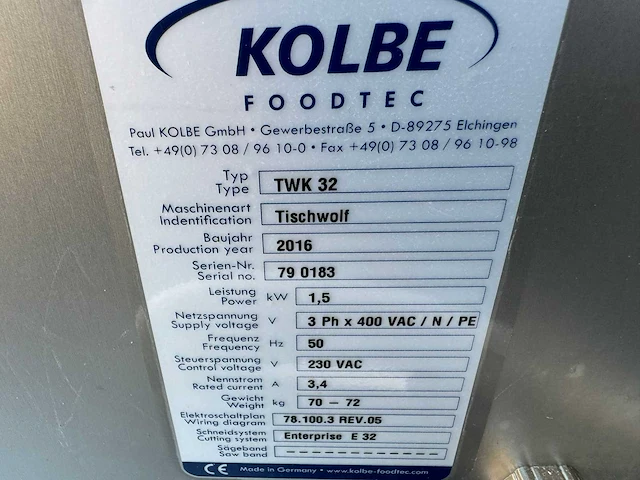 KOLBE
FOODTEC
Paul KOLBE GmbH • Gewerbestraße 5 • D-89275 Elchingen
Tel. +49(0) 73 08 / 96 10-0 • Fax +49(0) 73 08 / 96 10-98
Typ
Type TWK 32
Maschinenart
Indentification Tischwolf
Baujahr
Production year 2016
Serien-Nr.
Serial no. 79 0183
Leistung
Power kW 1,5
Netzspannung
Supply voltage V 3 Ph x 400 VAC / N / PE
Frequenz
Frequency Hz 50
Steuerspannung
Control voltage V 230 VAC
Nennstrom
Rated current A 3,4
Gewicht
Weight kg 70 – 72
Elektroschaltplan
Wiring diagram 78.100.3 REV.05
Schneidsystem
Cutting system Enterprise E 32
Sägeband
Saw band – – – – – – – – – – – – – –
CE Made in Germany • www.kolbe-foodtec.com